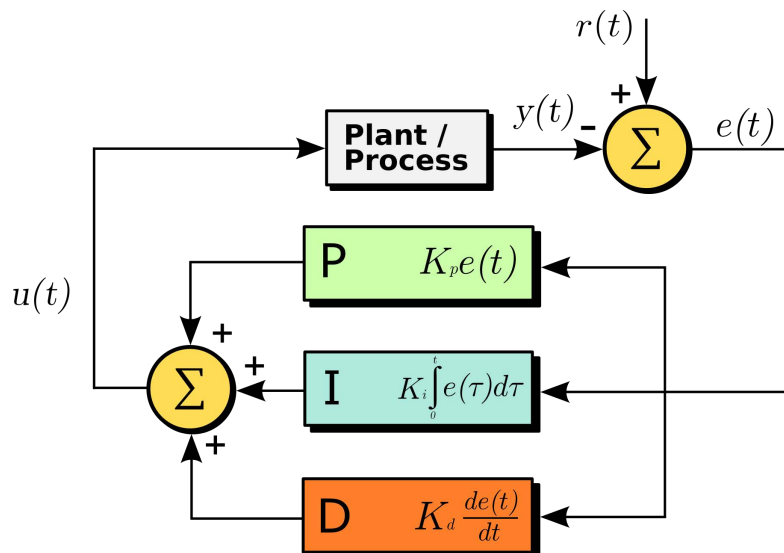 r(t)
+
Plant /
Process
y(t)
-
Σ
e(t)
P K_p e(t)
u(t)
+
Σ
+
I K_i ∫_0^t e(τ)dτ
+
D K_d de(t)/dt